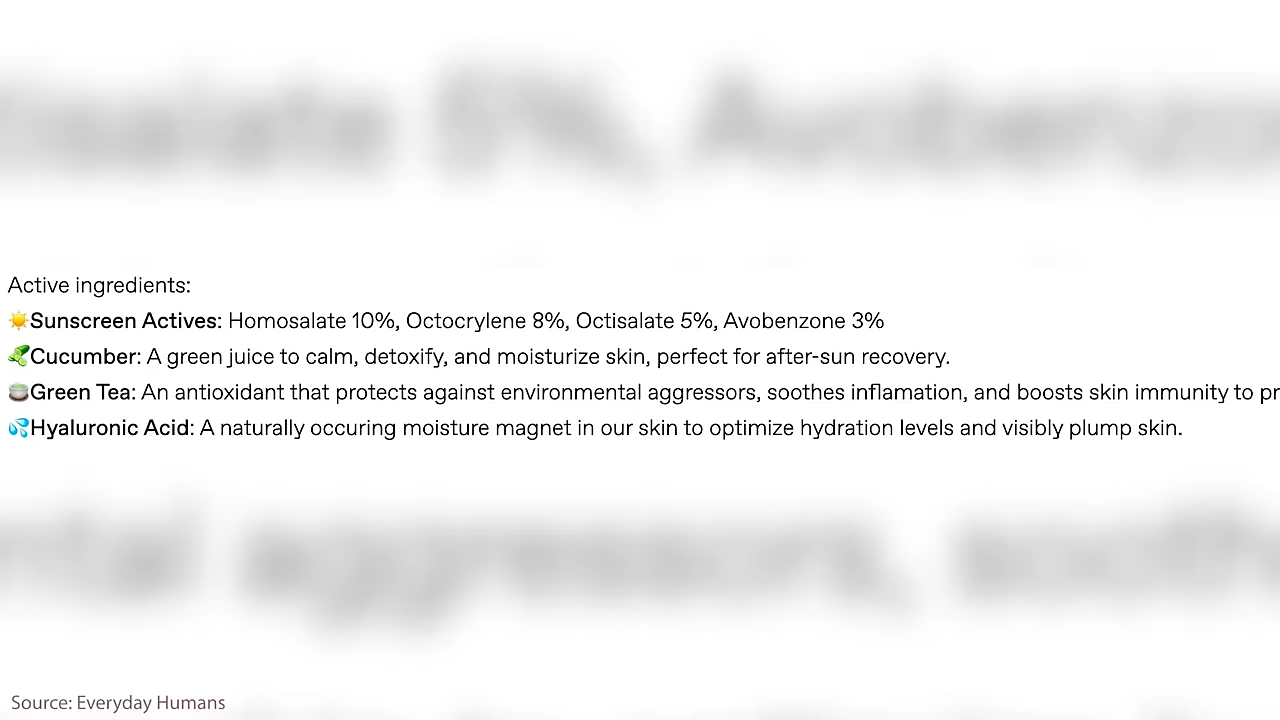 Active ingredients:
☀️Sunscreen Actives: Homosalate 10%, Octocrylene 8%, Octisalate 5%, Avobenzone 3%
🥒Cucumber: A green juice to calm, detoxify, and moisturize skin, perfect for after-sun recovery.
🍵Green Tea: An antioxidant that protects against environmental aggressors, soothes inflamation, and boosts skin immunity to pr
💦Hyaluronic Acid: A naturally occuring moisture magnet in our skin to optimize hydration levels and visibly plump skin.
Source: Everyday Humans